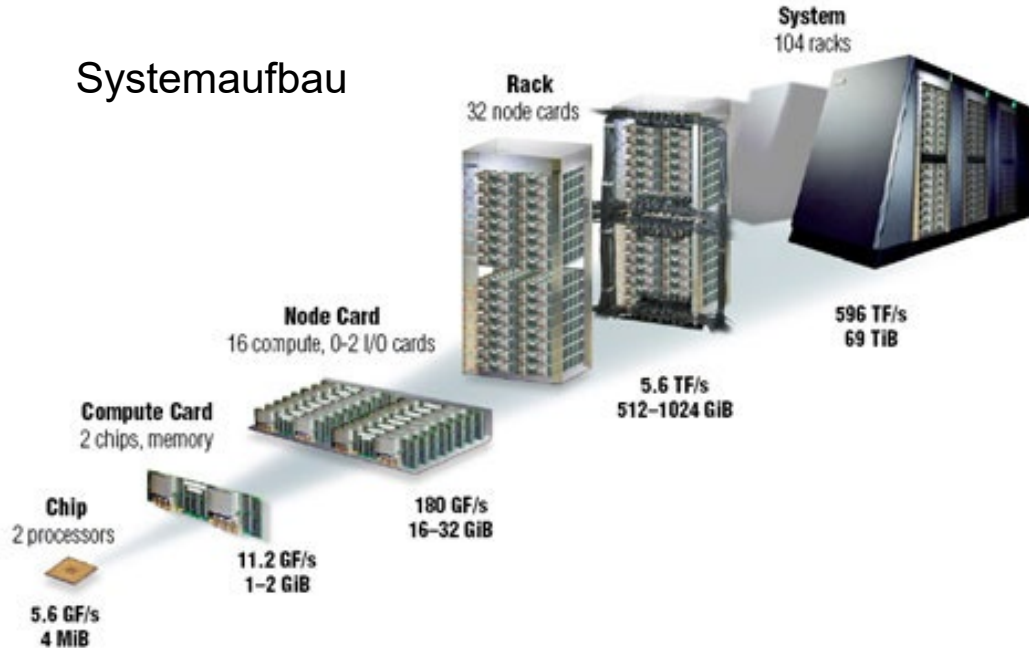 Systemaufbau
System
104 racks
Rack
32 node cards
596 TF/s
69 TiB
Node Card
16 compute, 0-2 I/O cards
5.6 TF/s
512–1024 GiB
Compute Card
2 chips, memory
180 GF/s
16–32 GiB
Chip
2 processors
11.2 GF/s
1–2 GiB
5.6 GF/s
4 MiB